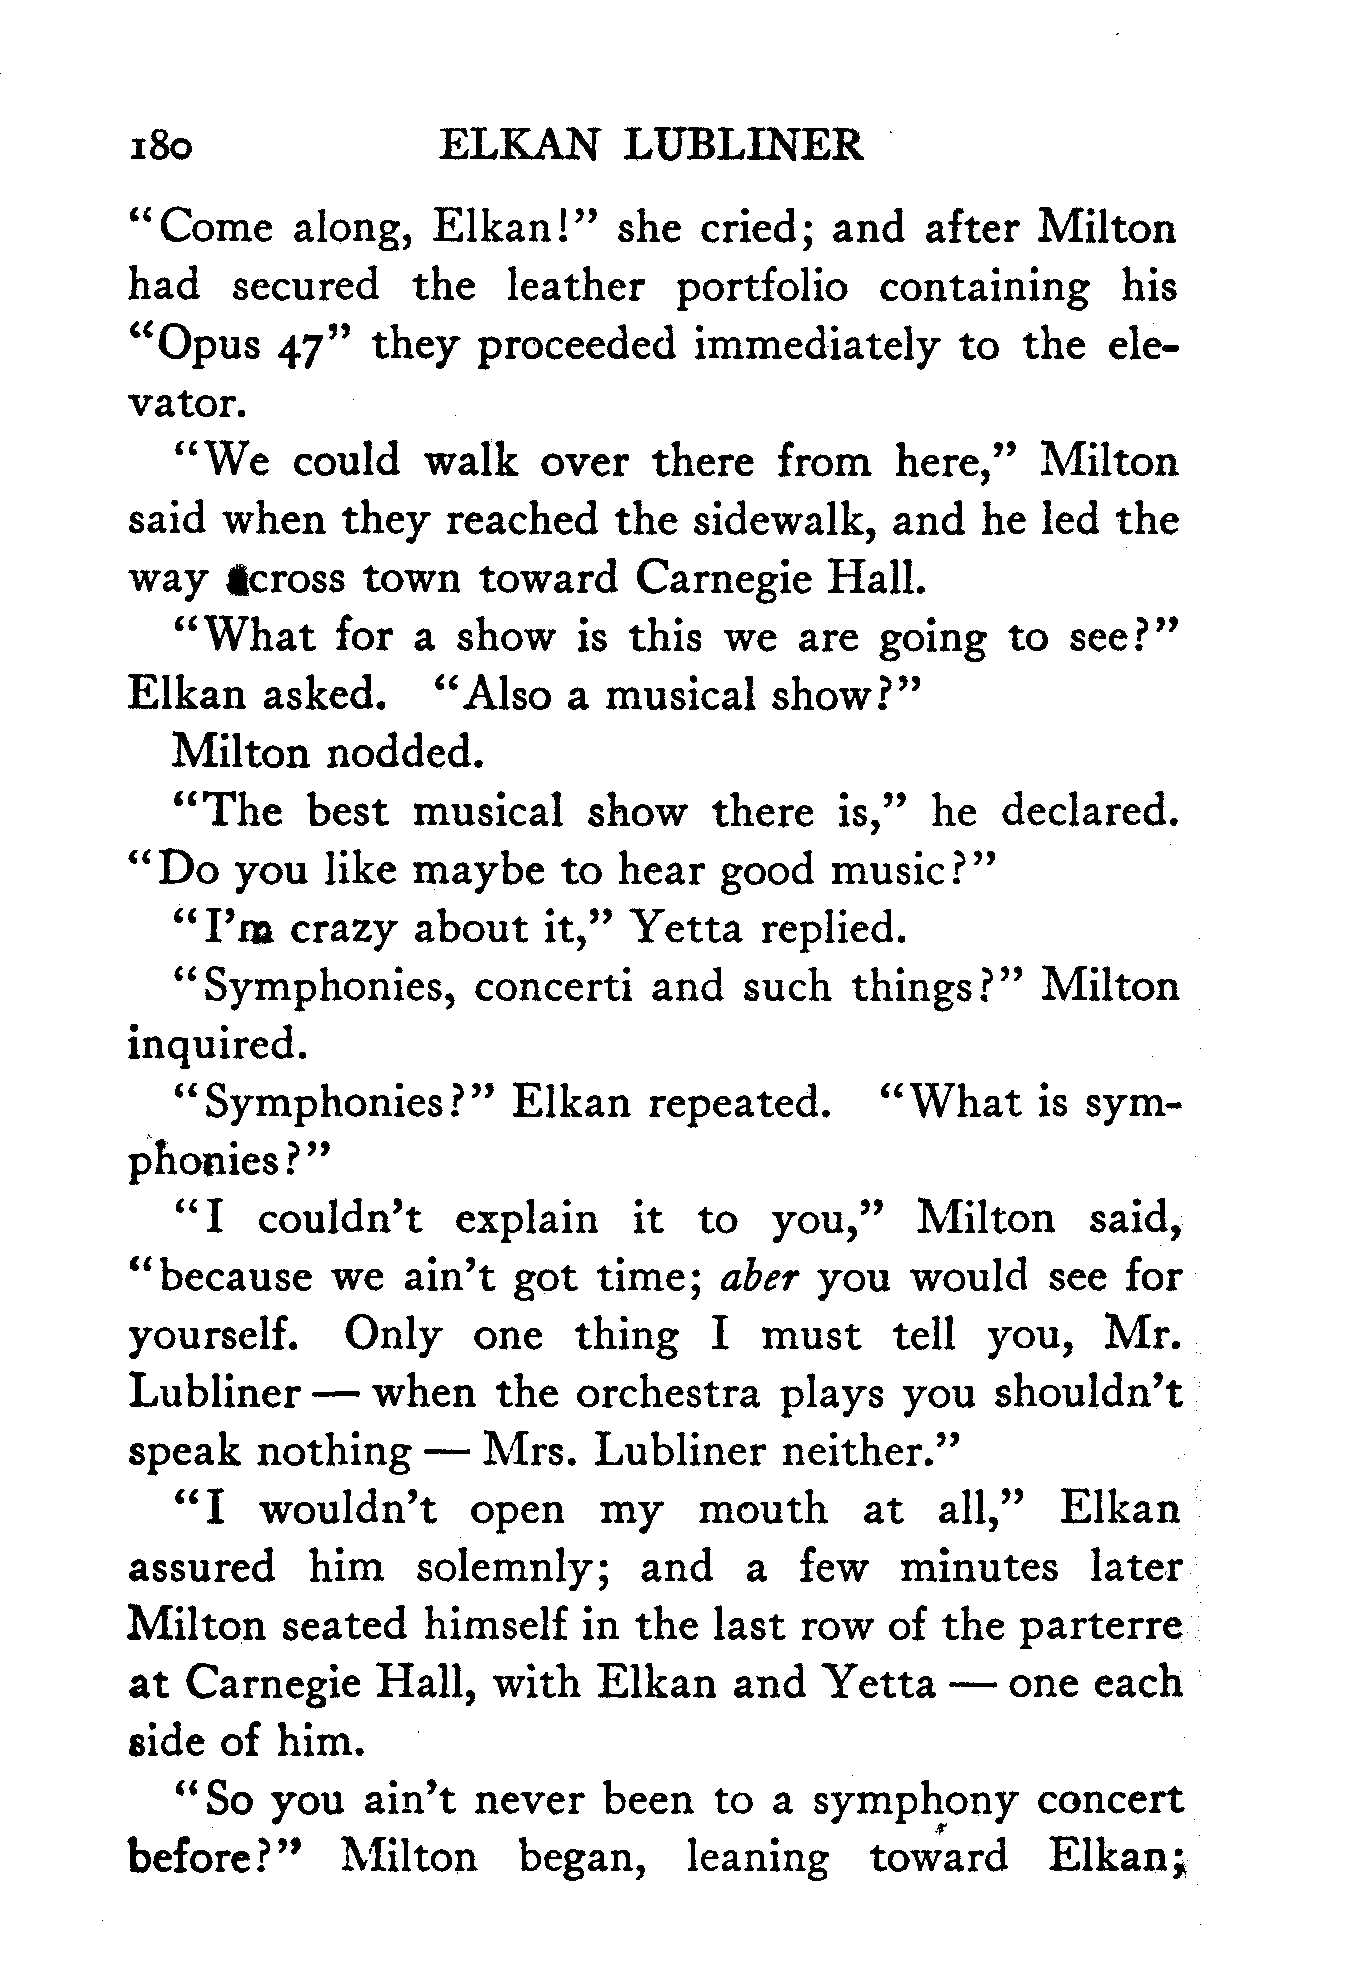 180 ELKAN LUBLINER
“Come along, Elkan!” she cried; and after Milton
had secured the leather portfolio containing his
“Opus 47” they proceeded immediately to the ele-
vator.
“We could walk over there from here,” Milton
said when they reached the sidewalk, and he led the
way across town toward Carnegie Hall.
“What for a show is this we are going to see?”
Elkan asked. “Also a musical show?”
Milton nodded.
“The best musical show there is,” he declared.
“Do you like maybe to hear good music?”
“I’m crazy about it,” Yetta replied.
“Symphonies, concerti and such things?” Milton
inquired.
“Symphonies?” Elkan repeated. “What is sym-
phonies?”
“I couldn’t explain it to you,” Milton said,
“because we ain’t got time; aber you would see for
yourself. Only one thing I must tell you, Mr.
Lubliner — when the orchestra plays you shouldn’t
speak nothing — Mrs. Lubliner neither.”
“I wouldn’t open my mouth at all,” Elkan
assured him solemnly; and a few minutes later
Milton seated himself in the last row of the parterre
at Carnegie Hall, with Elkan and Yetta — one each
side of him.
“So you ain’t never been to a symphony concert
before?” Milton began, leaning toward Elkan;